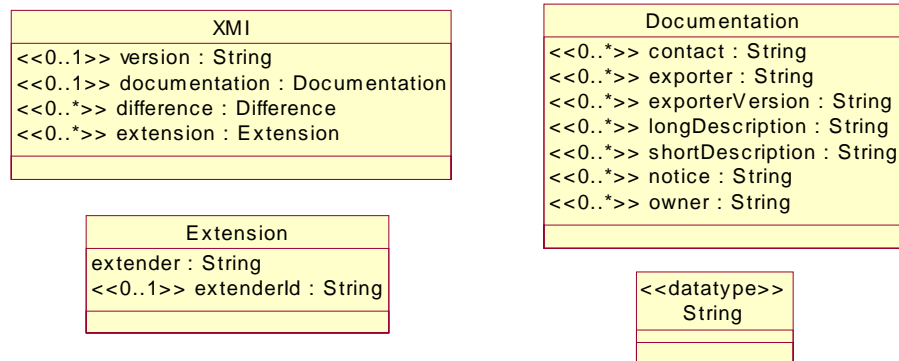 XMI
<<0..1>> version : String
<<0..1>> documentation : Documentation
<<0..*>> difference : Difference
<<0..*>> extension : Extension
Documentation
<<0..*>> contact : String
<<0..*>> exporter : String
<<0..*>> exporterVersion : String
<<0..*>> longDescription : String
<<0..*>> shortDescription : String
<<0..*>> notice : String
<<0..*>> owner : String
Extension
extender : String
<<0..1>> extenderId : String
<<datatype>>
String